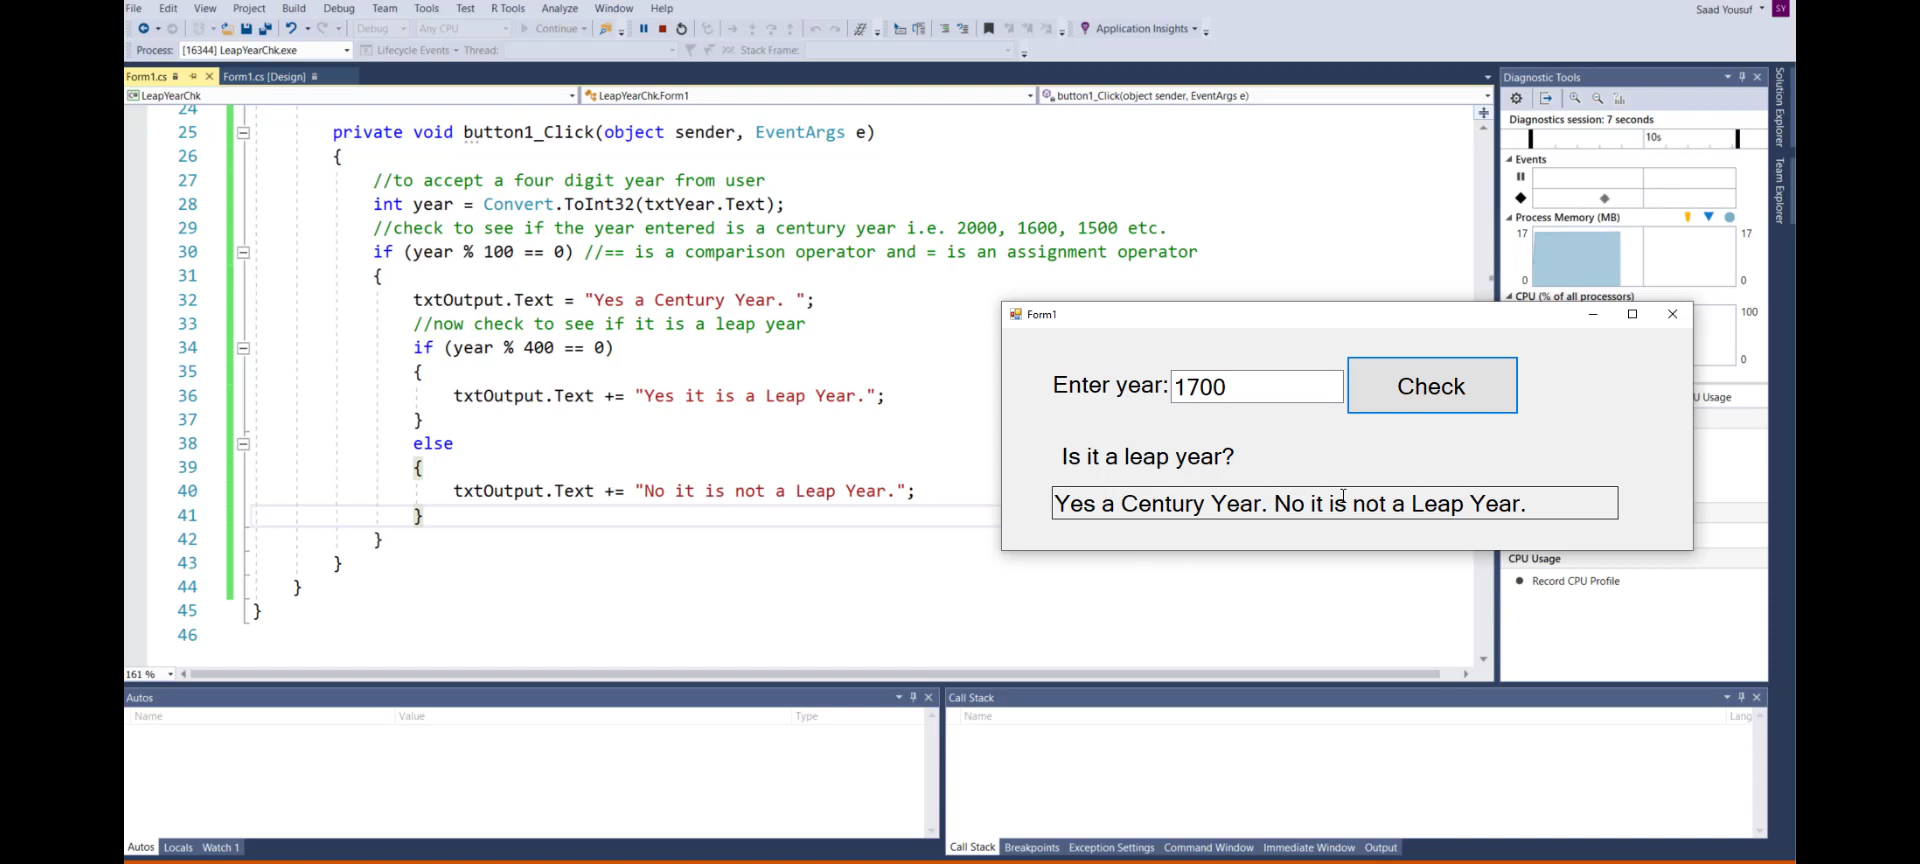 File Edit View Project Build Debug Team Tools Test R Tools Analyze Window Help
Saad Yousuf SY
Debug Any CPU Continue Application Insights
Process: [16344] LeapYearChk.exe Lifecycle Events Thread: Stack Frame:
Form1.cs Form1.cs [Design]
LeapYearChk LeapYearChk.Form1 button1_Click(object sender, EventArgs e)
24
25 private void button1_Click(object sender, EventArgs e)
26 {
27 //to accept a four digit year from user
28 int year = Convert.ToInt32(txtYear.Text);
29 //check to see if the year entered is a century year i.e. 2000, 1600, 1500 etc.
30 if (year % 100 == 0) //== is a comparison operator and = is an assignment operator
31 {
32 txtOutput.Text = "Yes a Century Year. ";
33 //now check to see if it is a leap year
34 if (year % 400 == 0)
35 {
36 txtOutput.Text += "Yes it is a Leap Year.";
37 }
38 else
39 {
40 txtOutput.Text += "No it is not a Leap Year.";
41 }
42 }
43 }
44 }
45 }
46
161 %
Form1
Enter year: 1700 Check
Is it a leap year?
Yes a Century Year. No it is not a Leap Year.
Diagnostic Tools
Diagnostics session: 7 seconds
10s
Events
Process Memory (MB)
17 17
0 0
CPU (% of all processors)
100
0
U Usage
CPU Usage
Record CPU Profile
Solution Explorer
Team Explorer
Autos
Name Value Type
Call Stack
Name Lang
Autos Locals Watch 1
Call Stack Breakpoints Exception Settings Command Window Immediate Window Output